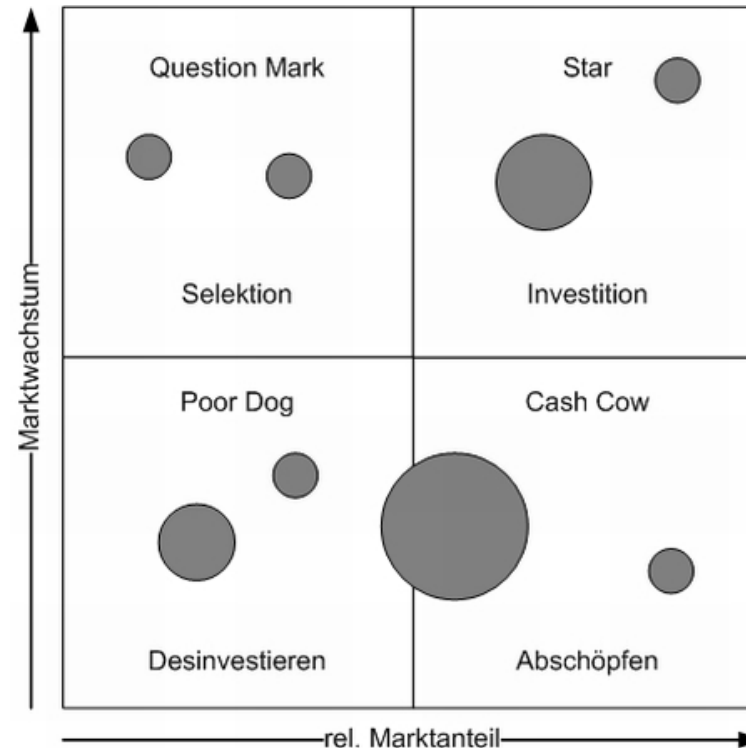 Question Mark
Star
Selektion
Investition
Marktwachstum
Poor Dog
Cash Cow
Desinvestieren
Abschöpfen
rel. Marktanteil